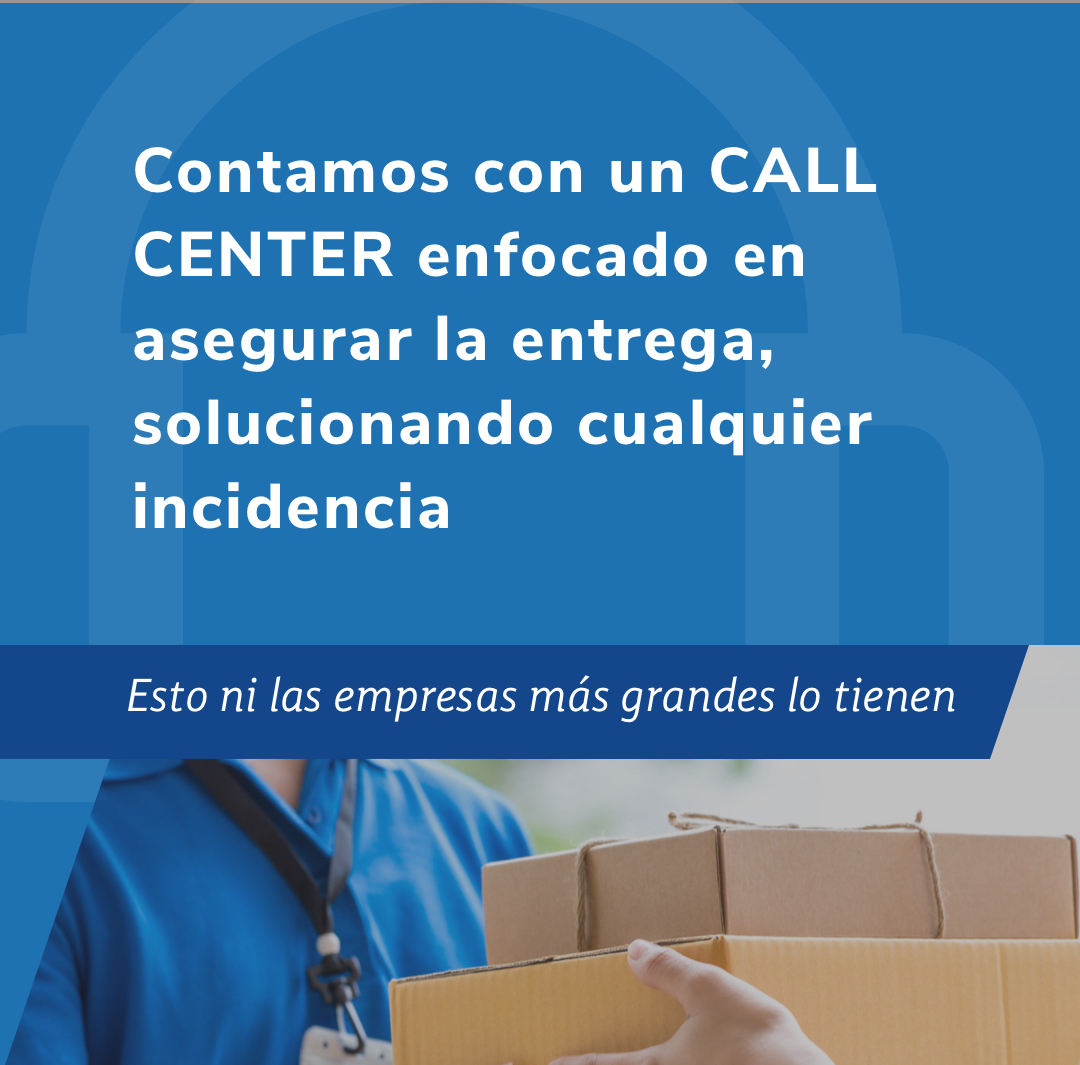 Contamos con un CALL
CENTER enfocado en
asegurar la entrega,
solucionando cualquier
incidencia
Esto ni las empresas más grandes lo tienen